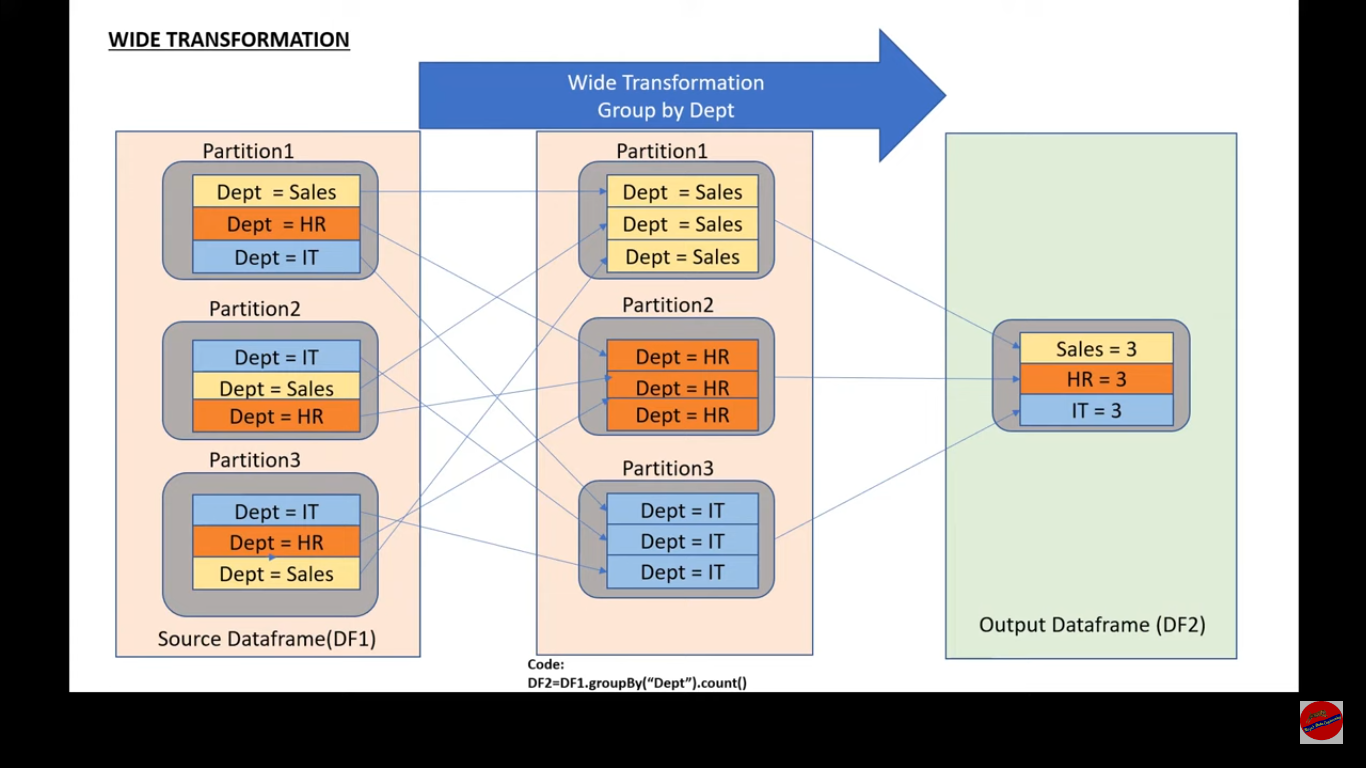 WIDE TRANSFORMATION
Wide Transformation
Group by Dept
Partition1
Dept  = Sales
Dept  = HR
Dept = IT
Partition2
Dept = IT
Dept = Sales
Dept = HR
Partition3
Dept = IT
Dept = HR
Dept = Sales
Source Dataframe(DF1)
Partition1
Dept  = Sales
Dept = Sales
Dept = Sales
Partition2
Dept = HR
Dept = HR
Dept = HR
Partition3
Dept = IT
Dept = IT
Dept = IT
Code:
DF2=DF1.groupBy(“Dept”).count()
Sales = 3
HR = 3
IT = 3
Output Dataframe (DF2)